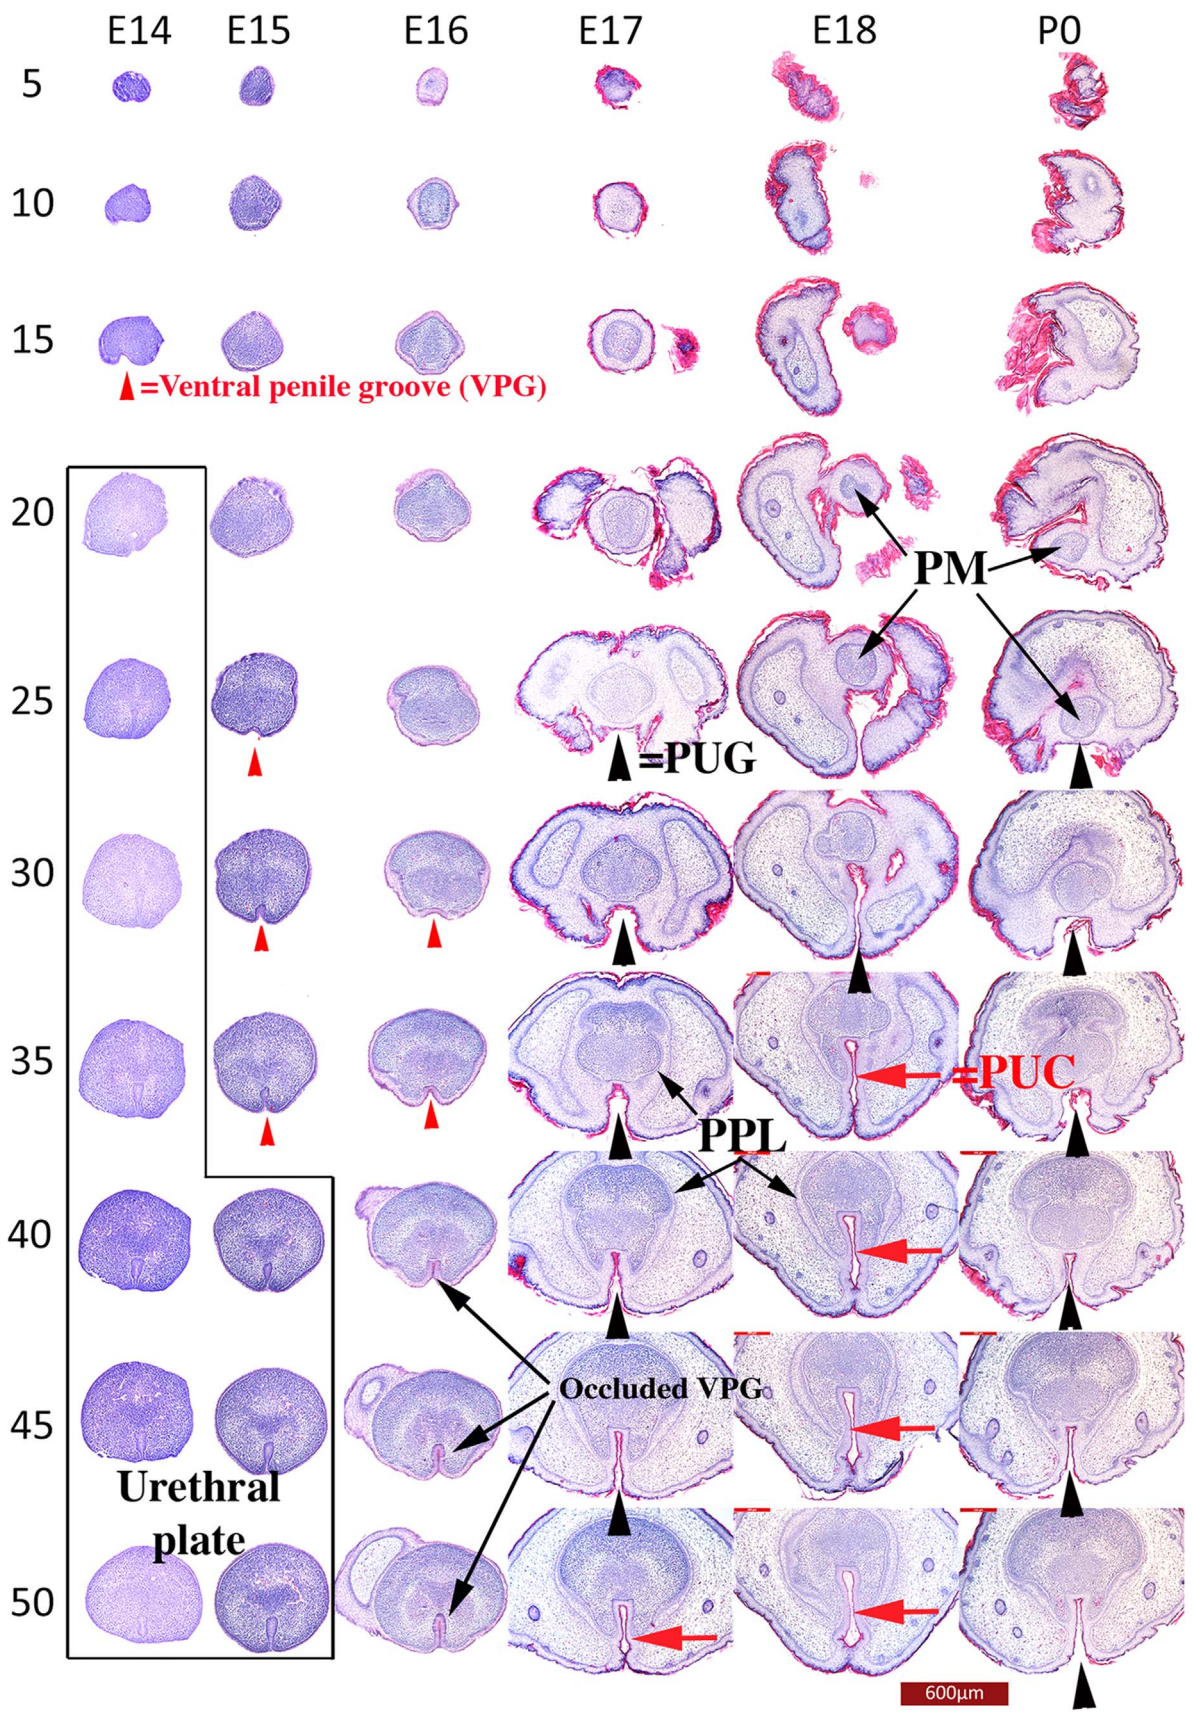 E14 E15 E16 E17 E18 P0
5
10
15
=Ventral penile groove (VPG)
20
PM
25
=PUG
30
35
=PUC
PPL
40
Occluded VPG
45
Urethral
plate
50
600µm